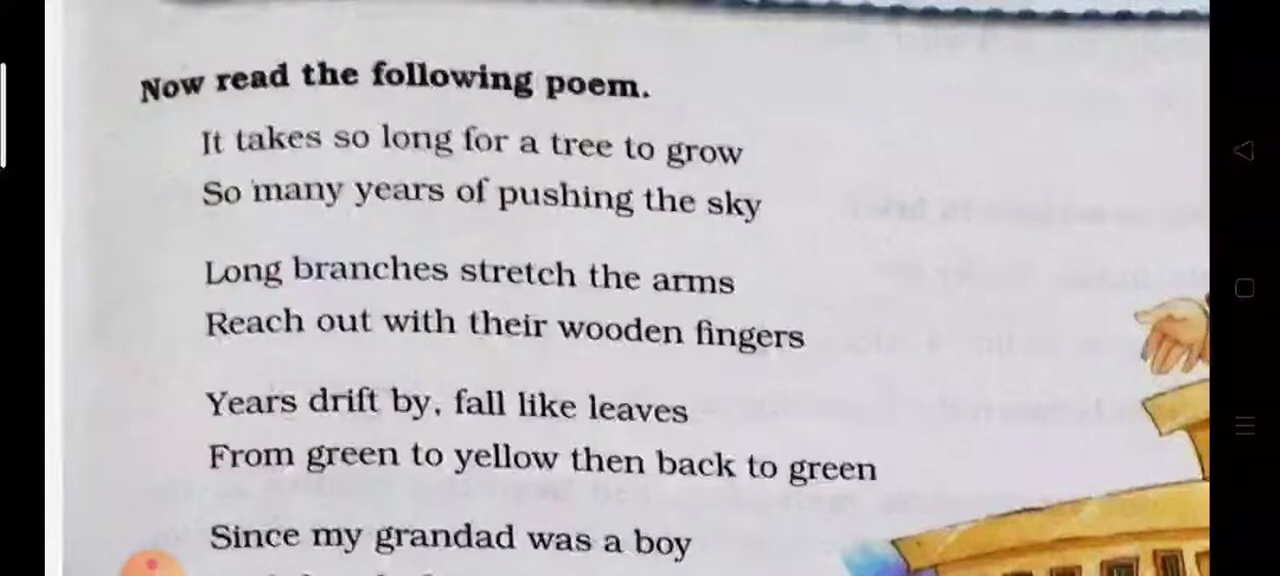 Now read the following poem.
It takes so long for a tree to grow
So many years of pushing the sky
Long branches stretch the arms
Reach out with their wooden fingers
Years drift by, fall like leaves
From green to yellow then back to green
Since my grandad was a boy